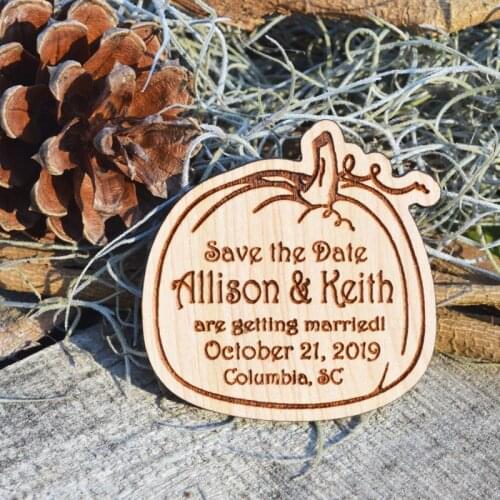 Save the Date
Allison & Keith
are getting married!
October 21, 2019
Columbia, SC